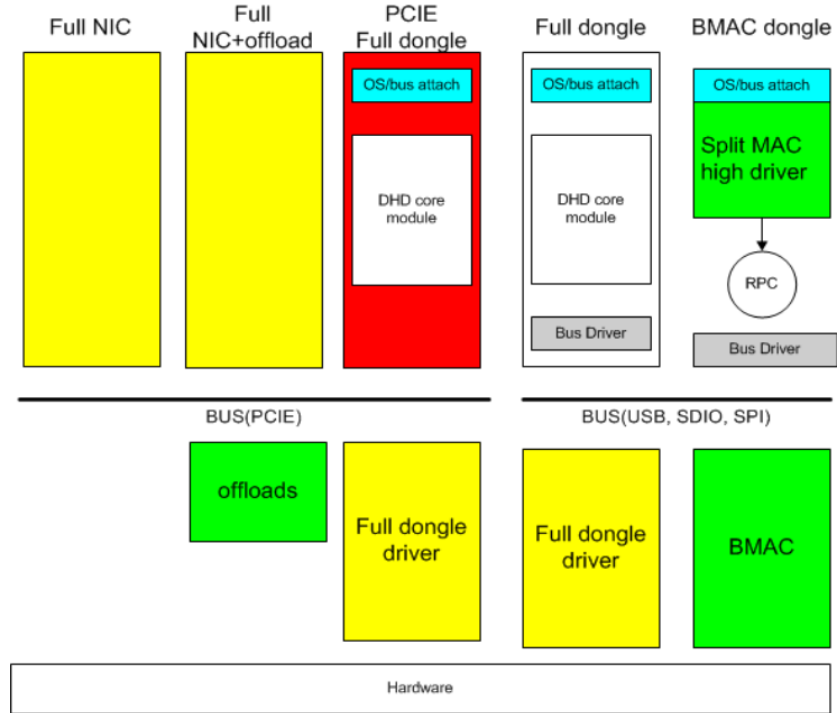 Full NIC
Full
NIC+offload
PCIE
Full dongle
Full dongle
BMAC dongle
OS/bus attach
OS/bus attach
OS/bus attach
DHD core
module
DHD core
module
Split MAC
high driver
RPC
Bus Driver
Bus Driver
BUS(PCIE)
BUS(USB, SDIO, SPI)
offloads
Full dongle
driver
Full dongle
driver
BMAC
Hardware